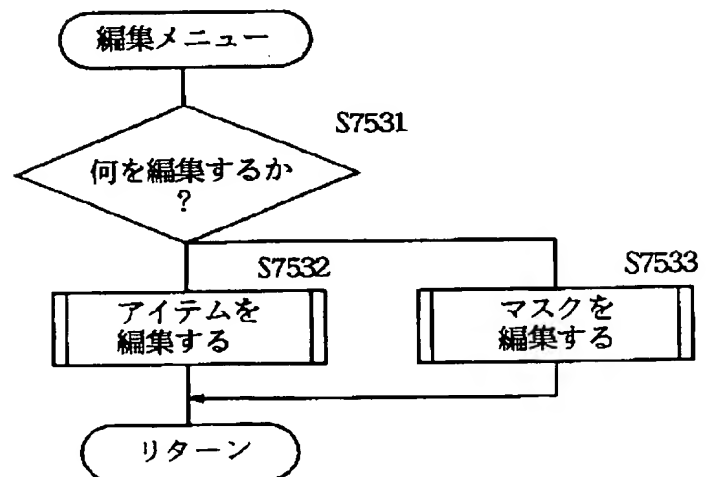 編集メニュー
S7531
何を編集するか
?
S7532
S7533
アイテムを
編集する
マスクを
編集する
リターン